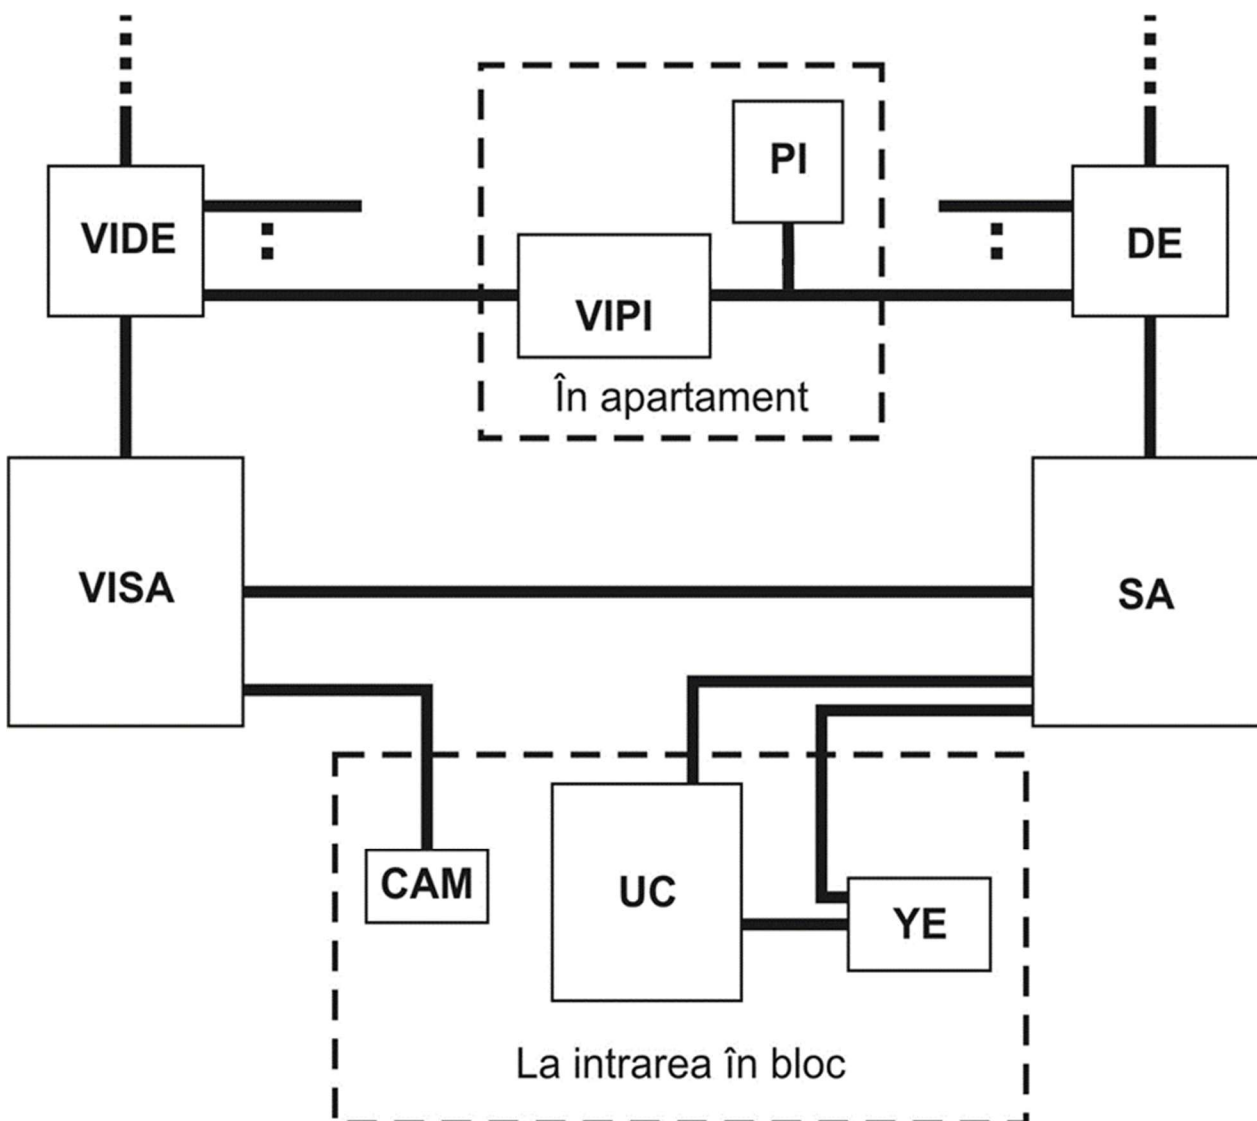 PI
VIDE
DE
VIPI
În apartament
VISA
SA
CAM
UC
YE
La intrarea în bloc